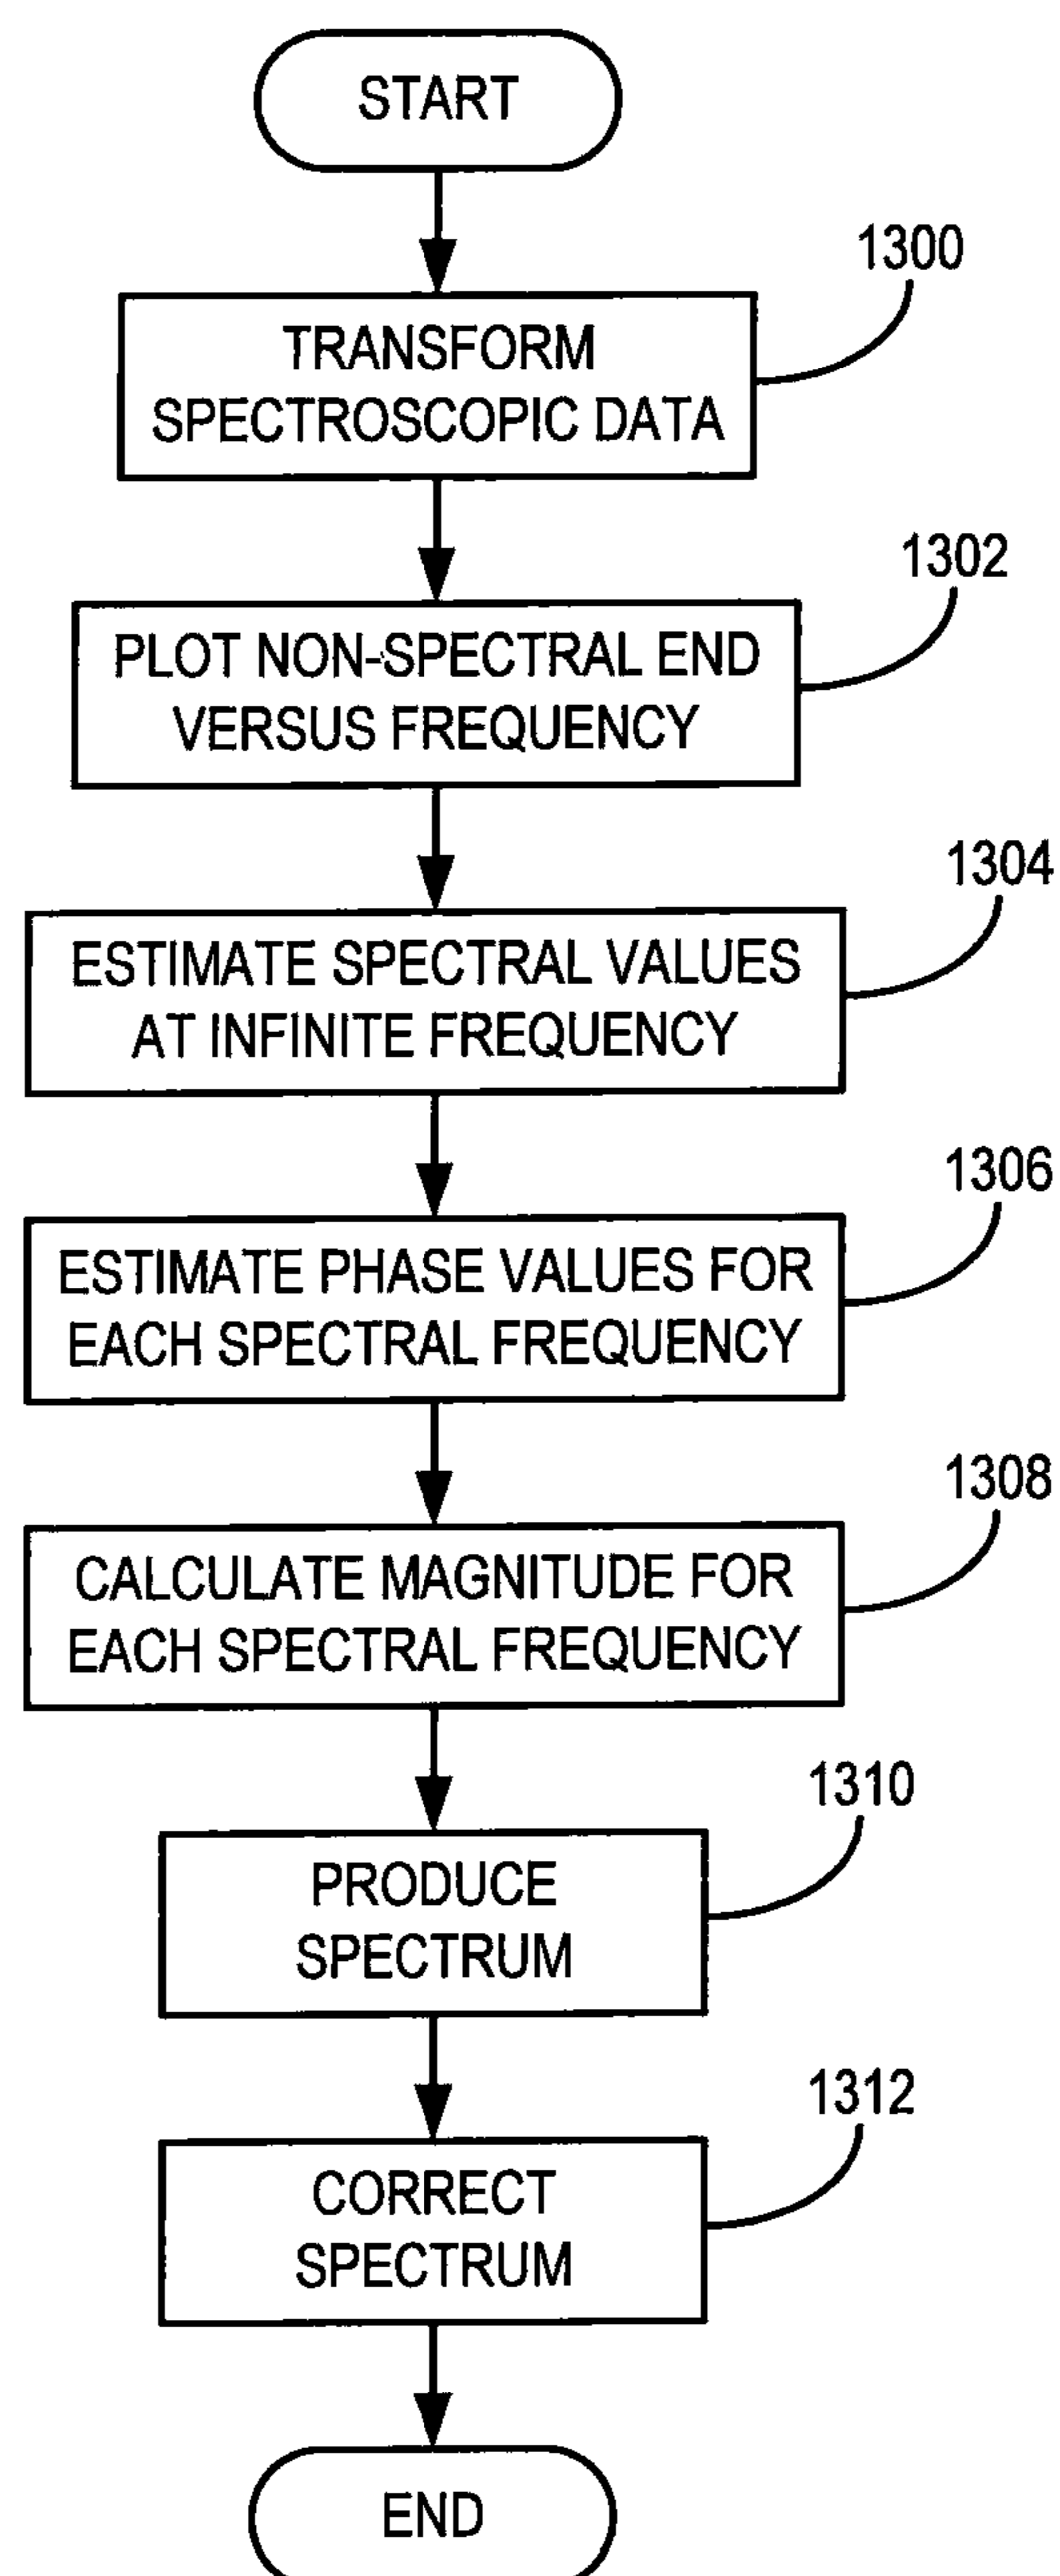 START
1300
TRANSFORM
SPECTROSCOPIC DATA
1302
PLOT NON-SPECTRAL END
VERSUS FREQUENCY
1304
ESTIMATE SPECTRAL VALUES
AT INFINITE FREQUENCY
1306
ESTIMATE PHASE VALUES FOR
EACH SPECTRAL FREQUENCY
1308
CALCULATE MAGNITUDE FOR
EACH SPECTRAL FREQUENCY
1310
PRODUCE
SPECTRUM
1312
CORRECT
SPECTRUM
END